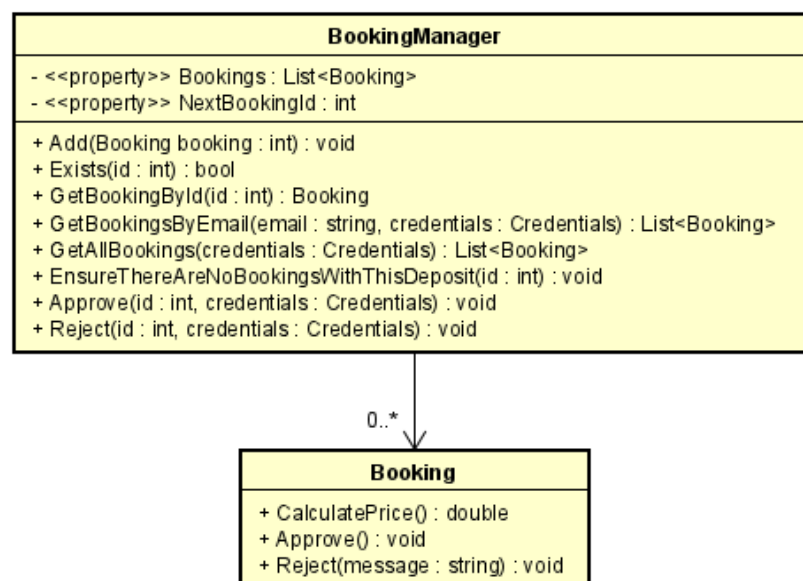 BookingManager
- <<property>> Bookings : List<Booking>
- <<property>> NextBookingId : int
+ Add(Booking booking : int) : void
+ Exists(id : int) : bool
+ GetBookingById(id : int) : Booking
+ GetBookingsByEmail(email : string, credentials : Credentials) : List<Booking>
+ GetAllBookings(credentials : Credentials) : List<Booking>
+ EnsureThereAreNoBookingsWithThisDeposit(id : int) : void
+ Approve(id : int, credentials : Credentials) : void
+ Reject(id : int, credentials : Credentials) : void
0..*
Booking
+ CalculatePrice() : double
+ Approve() : void
+ Reject(message : string) : void